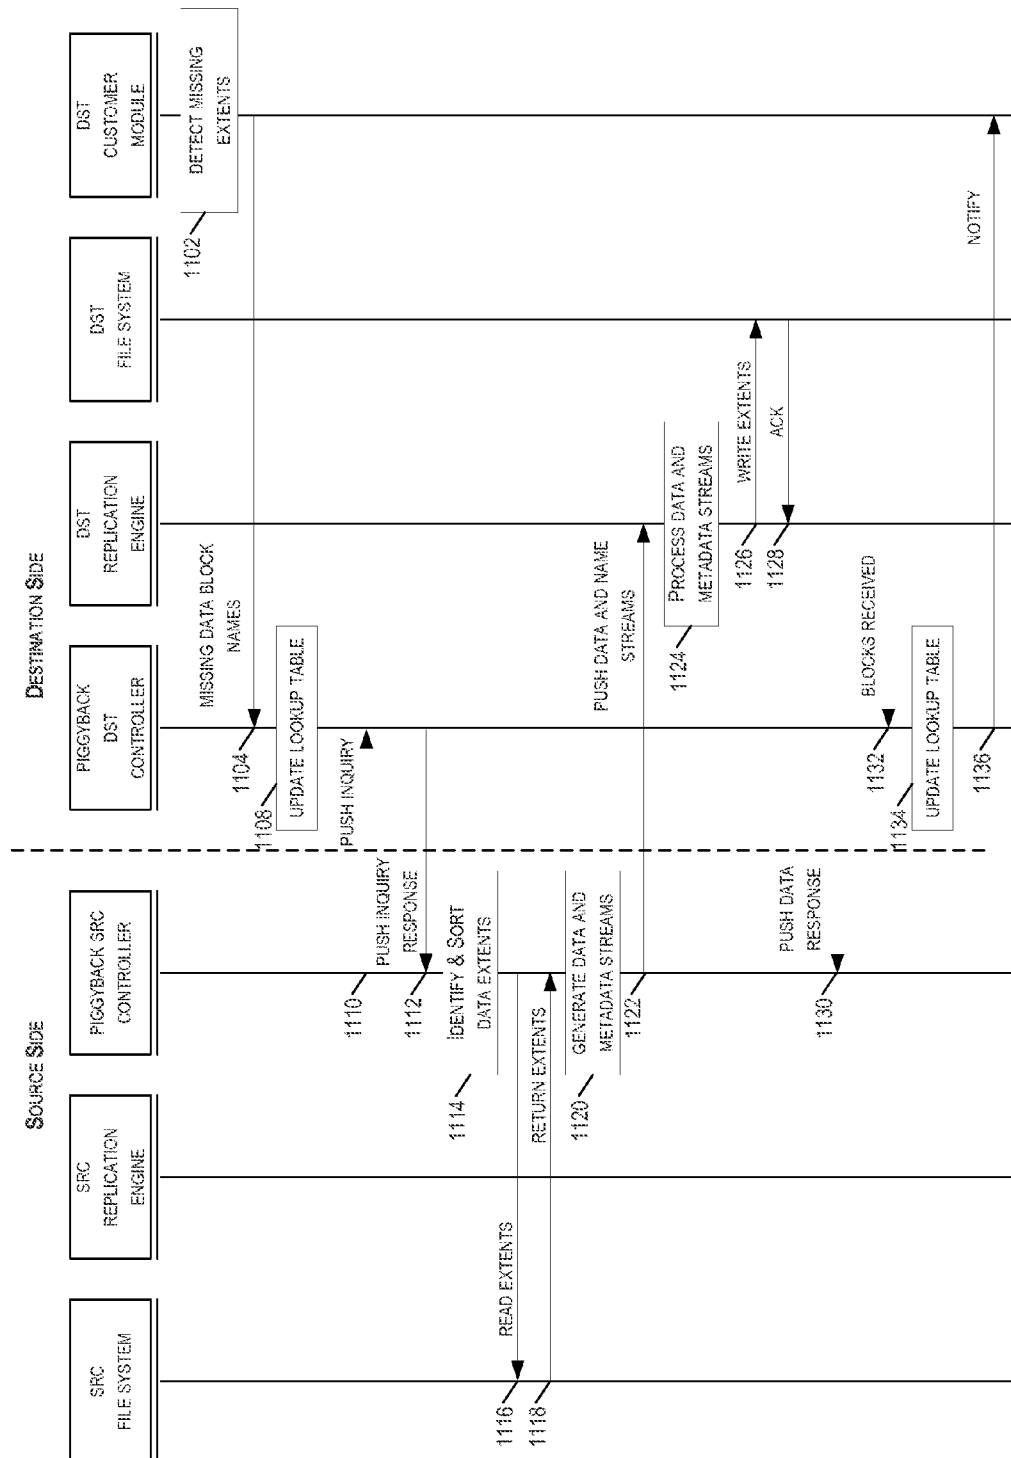 SOURCE SIDE
DESTINATION SIDE
SRC
FILE SYSTEM
SRC
REPLICATION
ENGINE
PIGGYBACK SRC
CONTROLLER
PIGGYBACK
DST
CONTROLLER
DST
REPLICATION
ENGINE
DST
FILE SYSTEM
DST
CUSTOMER
MODULE
DETECT MISSING
EXTENTS
1102
MISSING DATA BLOCK
NAMES
1104
UPDATE LOOKUP TABLE
1108
PUSH INQUIRY
1110
PUSH INQUIRY
RESPONSE
1112
IDENTIFY & SORT
DATA EXTENTS
1114
READ EXTENTS
1116
RETURN EXTENTS
1118
GENERATE DATA AND
METADATA STREAMS
1120
PUSH DATA AND NAME
STREAMS
1122
PROCESS DATA AND
METADATA STREAMS
1124
WRITE EXTENTS
1126
ACK
1128
PUSH DATA
RESPONSE
1130
BLOCKS RECEIVED
1132
UPDATE LOOKUP TABLE
1134
NOTIFY
1136